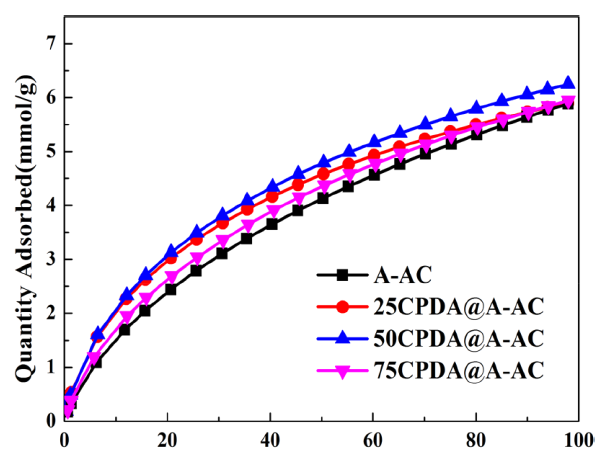 Quantity Adsorbed(mmol/g)
7
6
5
4
3
2
1
0
0 20 40 60 80 100
A-AC
25CPDA@A-AC
50CPDA@A-AC
75CPDA@A-AC